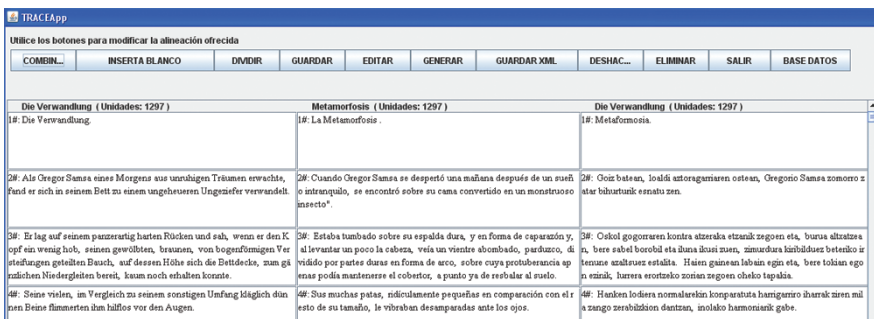 TRACEApp
Utilice los botones para modificar la alineación ofrecida
COMBIN... INSERTA BLANCO DIVIDIR GUARDAR EDITAR GENERAR GUARDAR XML DESHAC... ELIMINAR SALIR BASE DATOS
Die Verwandlung ( Unidades: 1297 ) Metamorfosis ( Unidades: 1297 ) Die Verwandlung ( Unidades: 1297 )
1#: Die Verwandlung.
1#: La Metamorfosis .
1#: Metaformosia.
2#: Als Gregor Samsa eines Morgens aus unruhigen Träumen erwachte,
fand er sich in seinem Bett zu einem ungeheueren Ungeziefer verwandelt.
2#: Cuando Gregor Samsa se despertó una mañana después de un sueñ
o intranquilo, se encontró sobre su cama convertido en un monstruoso
insecto".
2#: Goiz batean, loaldi aztoragarriaren ostean, Gregorio Samsa zomorro z
atar bihurturik esnatu zen.
3#: Er lag auf seinem panzerartig harten Rücken und sah, wenn er den K
opf ein wenig hob, seinen gewölbten, braunen, von bogenförmigen Ver
steifungen geteilten Bauch, auf dessen Höhe sich die Bettdecke, zum gä
nzlichen Niedergleiten bereit, kaum noch erhalten konnte.
3#: Estaba tumbado sobre su espalda dura, y en forma de caparazón y,
al levantar un poco la cabeza, veía un vientre abombado, parduzco, di
vidido por partes duras en forma de arco, sobre cuya protuberancia ap
enas podía mantenerse el cobertor, a punto ya de resbalar al suelo.
3#: Oskol gogorraren kontra atzeraka etzanik zegoen eta, burua altxatzea
n, bere sabel borobil eta iluna ikusi zuen, zimurdura kiribilduez beteriko ir
tenune azaltsuez estalita. Haien gainean labain egin eta, bere tokian ego
n ezinik, lurrera erortzeko zorian zegoen oheko tapakia.
4#: Seine vielen, im Vergleich zu seinem sonstigen Umfang kläglich dün
nen Beine flimmerten ihm hilflos vor den Augen.
4#: Sus muchas patas, ridículamente pequeñas en comparación con el r
esto de su tamaño, le vibraban desamparadas ante los ojos.
4#: Hanken lodiera normalarekin konparatuta harrigarriro iharrak ziren mil
a zango zerabilzkion dantzan, inolako harmoniarik gabe.